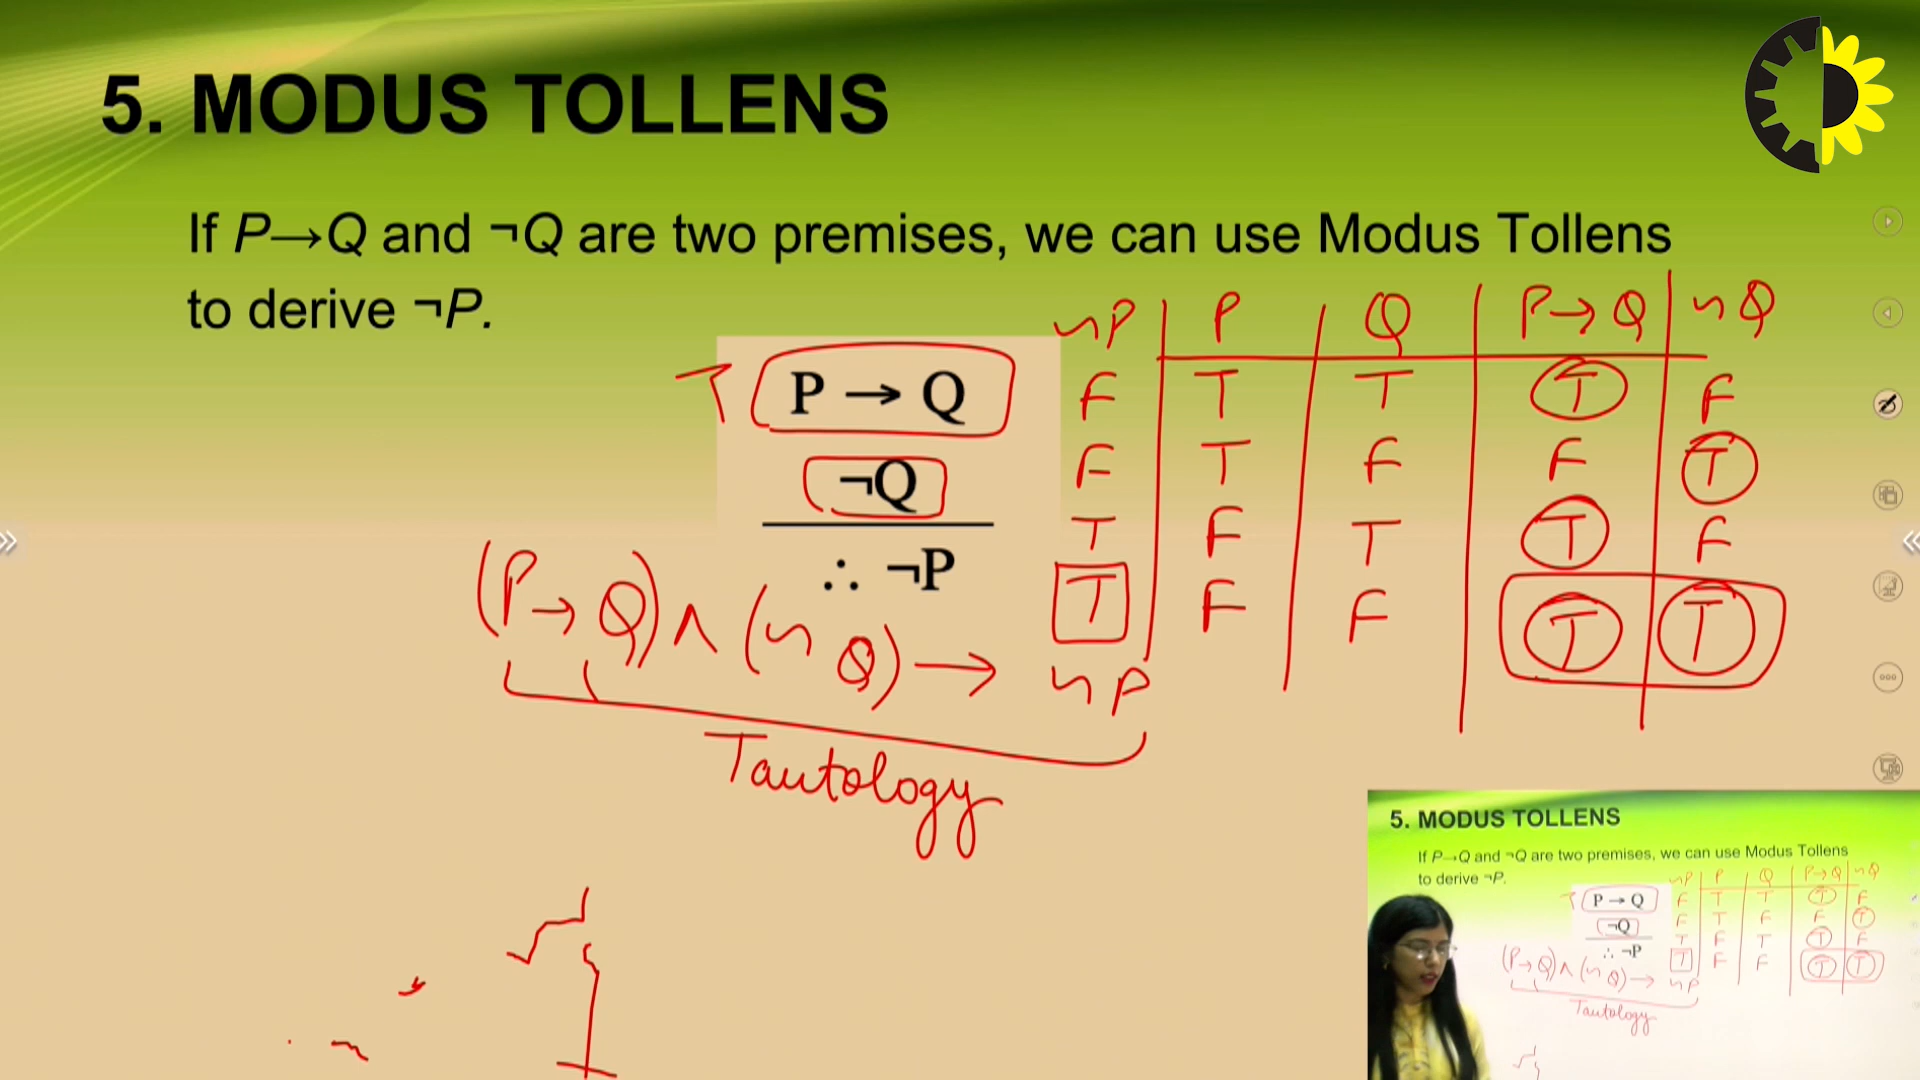 5. MODUS TOLLENS
If P→Q and ¬Q are two premises, we can use Modus Tollens
to derive ¬P.
P → Q
¬Q
∴ ¬P
¬P P Q P→Q ¬Q
F T T T F
F T F F T
T F T T F
T F F T T
(P→Q)∧(¬Q)→ ¬P
Tautology
5. MODUS TOLLENS
If P→Q and ¬Q are two premises, we can use Modus Tollens
to derive ¬P.
P → Q
¬Q
∴ ¬P
¬P P Q P→Q ¬Q
F T T T F
F T F F T
T F T T F
T F F T T
(P→Q)∧(¬Q)→ ¬P
Tautology